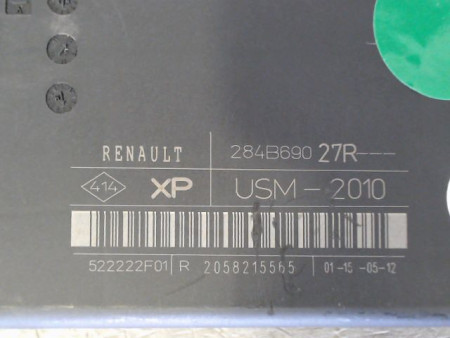 RENAULT 284B690 27R---
414 XP USM - 2010
522222F01 R 2058215565 01-15-05-12